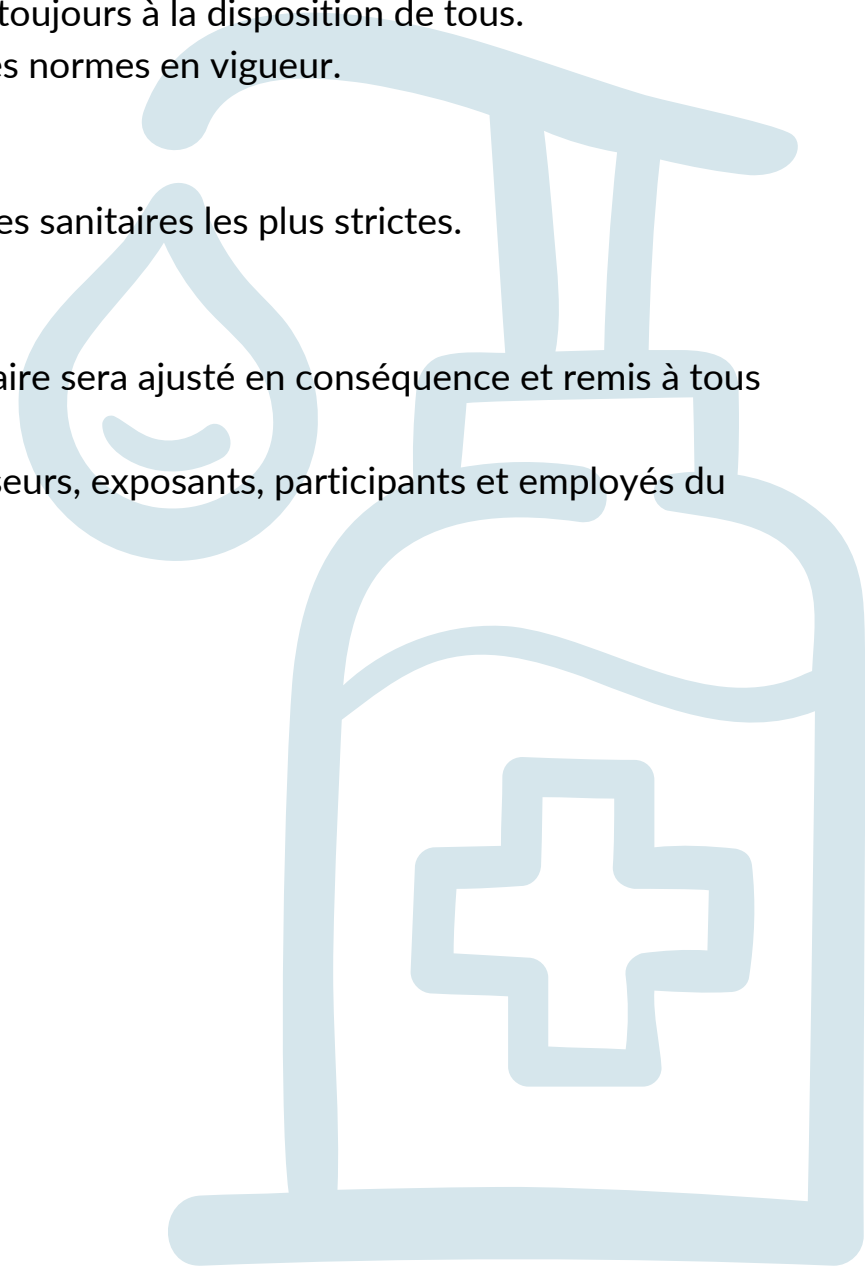 toujours à la disposition de tous.
es normes en vigueur.
es sanitaires les plus strictes.
aire sera ajusté en conséquence et remis à tous
seurs, exposants, participants et employés du